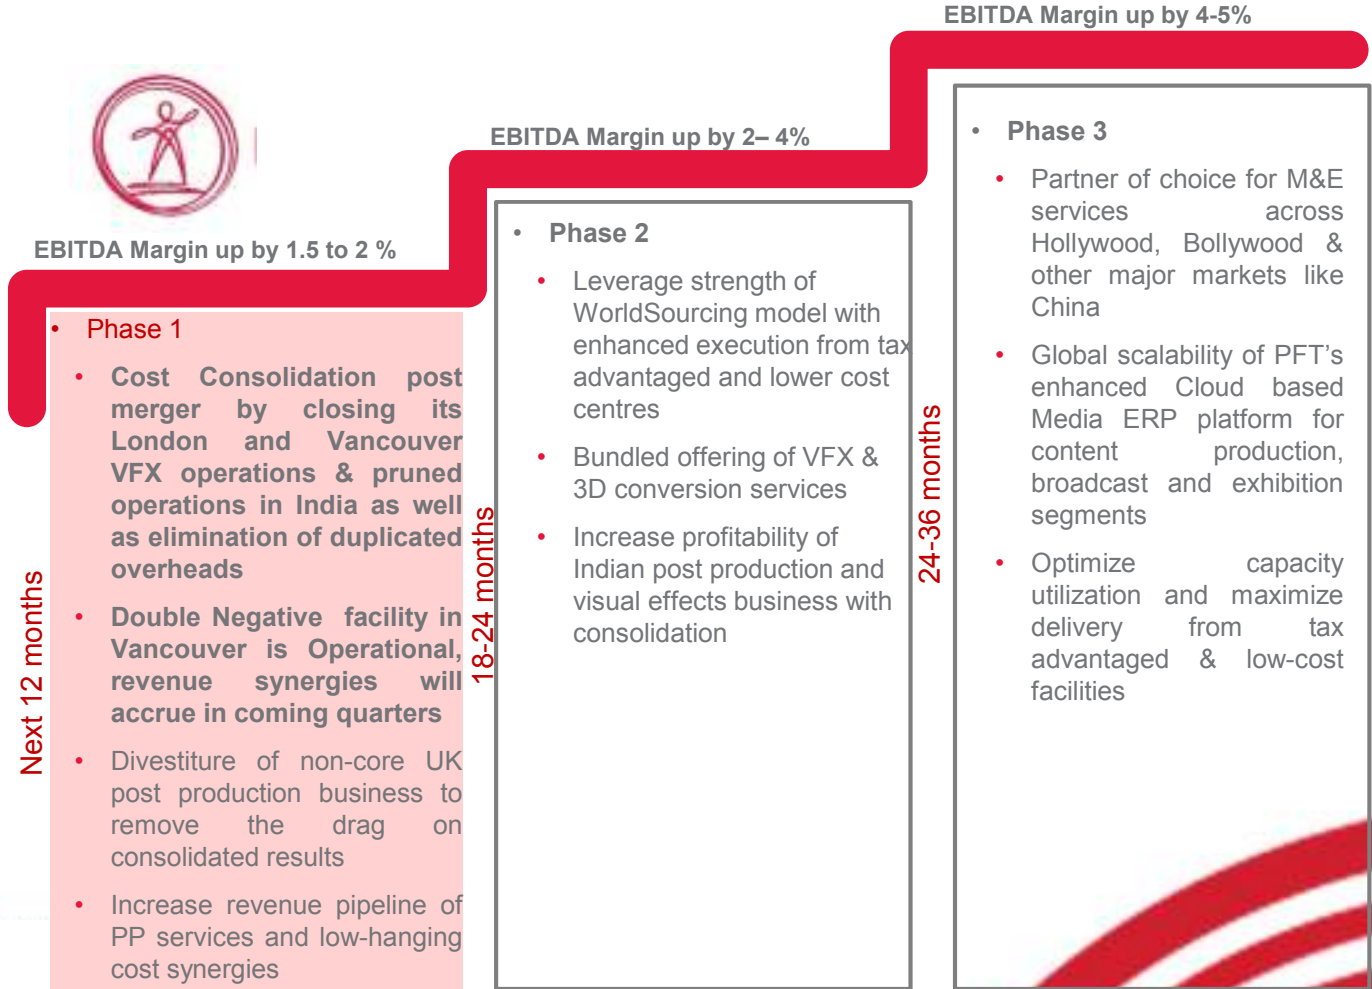 EBITDA Margin up by 1.5 to 2 %
Next 12 months
• Phase 1
• Cost Consolidation post
merger by closing its
London and Vancouver
VFX operations & pruned
operations in India as well
as elimination of duplicated
overheads
• Double Negative facility in
Vancouver is Operational,
revenue synergies will
accrue in coming quarters
• Divestiture of non-core UK
post production business to
remove the drag on
consolidated results
• Increase revenue pipeline of
PP services and low-hanging
cost synergies
EBITDA Margin up by 2– 4%
18-24 months
• Phase 2
• Leverage strength of
WorldSourcing model with
enhanced execution from tax
advantaged and lower cost
centres
• Bundled offering of VFX &
3D conversion services
• Increase profitability of
Indian post production and
visual effects business with
consolidation
EBITDA Margin up by 4-5%
24-36 months
• Phase 3
• Partner of choice for M&E
services across
Hollywood, Bollywood &
other major markets like
China
• Global scalability of PFT’s
enhanced Cloud based
Media ERP platform for
content production,
broadcast and exhibition
segments
• Optimize capacity
utilization and maximize
delivery from tax
advantaged & low-cost
facilities